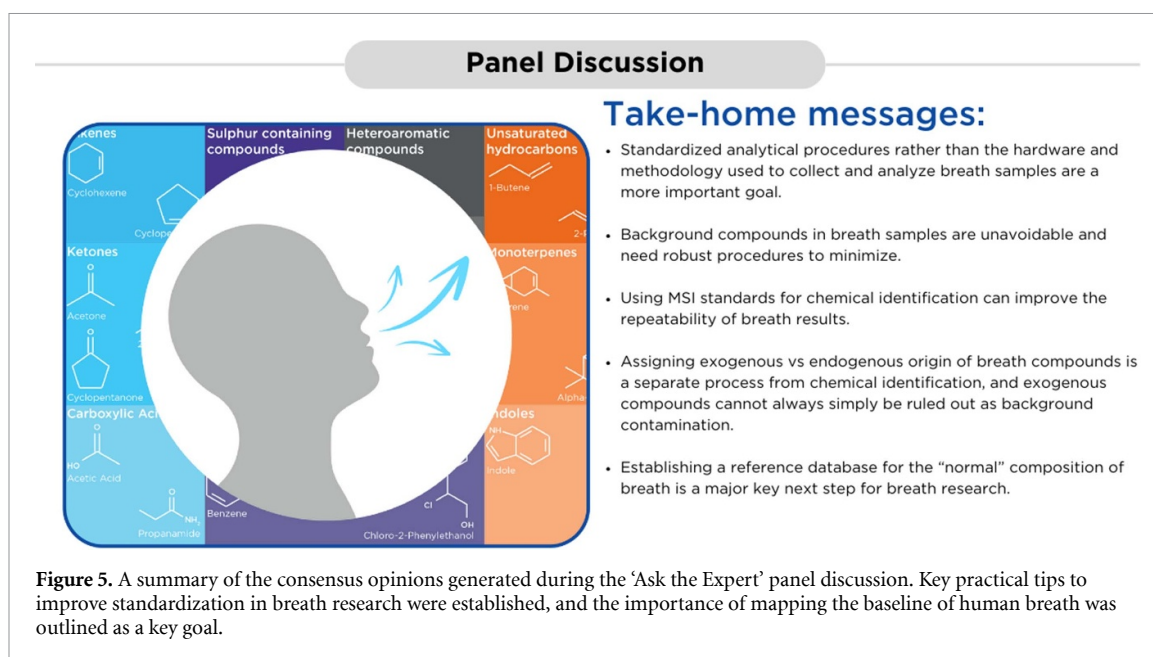 Panel Discussion
Sulphur containing
compounds
Heteroaromatic
compounds
Unsaturated
hydrocarbons
Cyclohexene
1-Butene
Ketones
Acetone
Cyclopentanone
Carboxylic
HO
Acetic Acid
NH₂
Propanamide
Benzene
Cl
OH
Chloro-2-Phenylethanol
NH
Indole
Take-home messages:
• Standardized analytical procedures rather than the hardware and
methodology used to collect and analyze breath samples are a
more important goal.
• Background compounds in breath samples are unavoidable and
need robust procedures to minimize.
• Using MSI standards for chemical identification can improve the
repeatability of breath results.
• Assigning exogenous vs endogenous origin of breath compounds is
a separate process from chemical identification, and exogenous
compounds cannot always simply be ruled out as background
contamination.
• Establishing a reference database for the “normal” composition of
breath is a major key next step for breath research.
Figure 5. A summary of the consensus opinions generated during the ‘Ask the Expert’ panel discussion. Key practical tips to
improve standardization in breath research were established, and the importance of mapping the baseline of human breath was
outlined as a key goal.